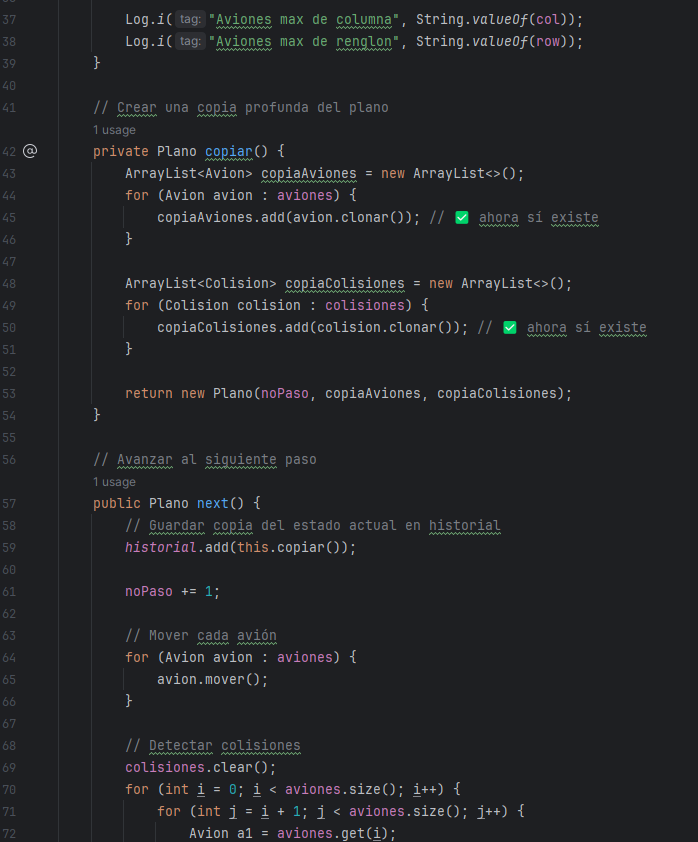 37 Log.i( tag: "Aviones max de columna", String.valueOf(col));
38 Log.i( tag: "Aviones max de renglon", String.valueOf(row));
39 }
40
41 // Crear una copia profunda del plano
1 usage
42 @ private Plano copiar() {
43 ArrayList<Avion> copiaAviones = new ArrayList<>();
44 for (Avion avion : aviones) {
45 copiaAviones.add(avion.clonar()); // ✅ ahora sí existe
46 }
47
48 ArrayList<Colision> copiaColisiones = new ArrayList<>();
49 for (Colision colision : colisiones) {
50 copiaColisiones.add(colision.clonar()); // ✅ ahora sí existe
51 }
52
53 return new Plano(noPaso, copiaAviones, copiaColisiones);
54 }
55
56 // Avanzar al siguiente paso
1 usage
57 public Plano next() {
58 // Guardar copia del estado actual en historial
59 historial.add(this.copiar());
60
61 noPaso += 1;
62
63 // Mover cada avión
64 for (Avion avion : aviones) {
65 avion.mover();
66 }
67
68 // Detectar colisiones
69 colisiones.clear();
70 for (int i = 0; i < aviones.size(); i++) {
71 for (int j = i + 1; j < aviones.size(); j++) {
72 Avion a1 = aviones.get(i);